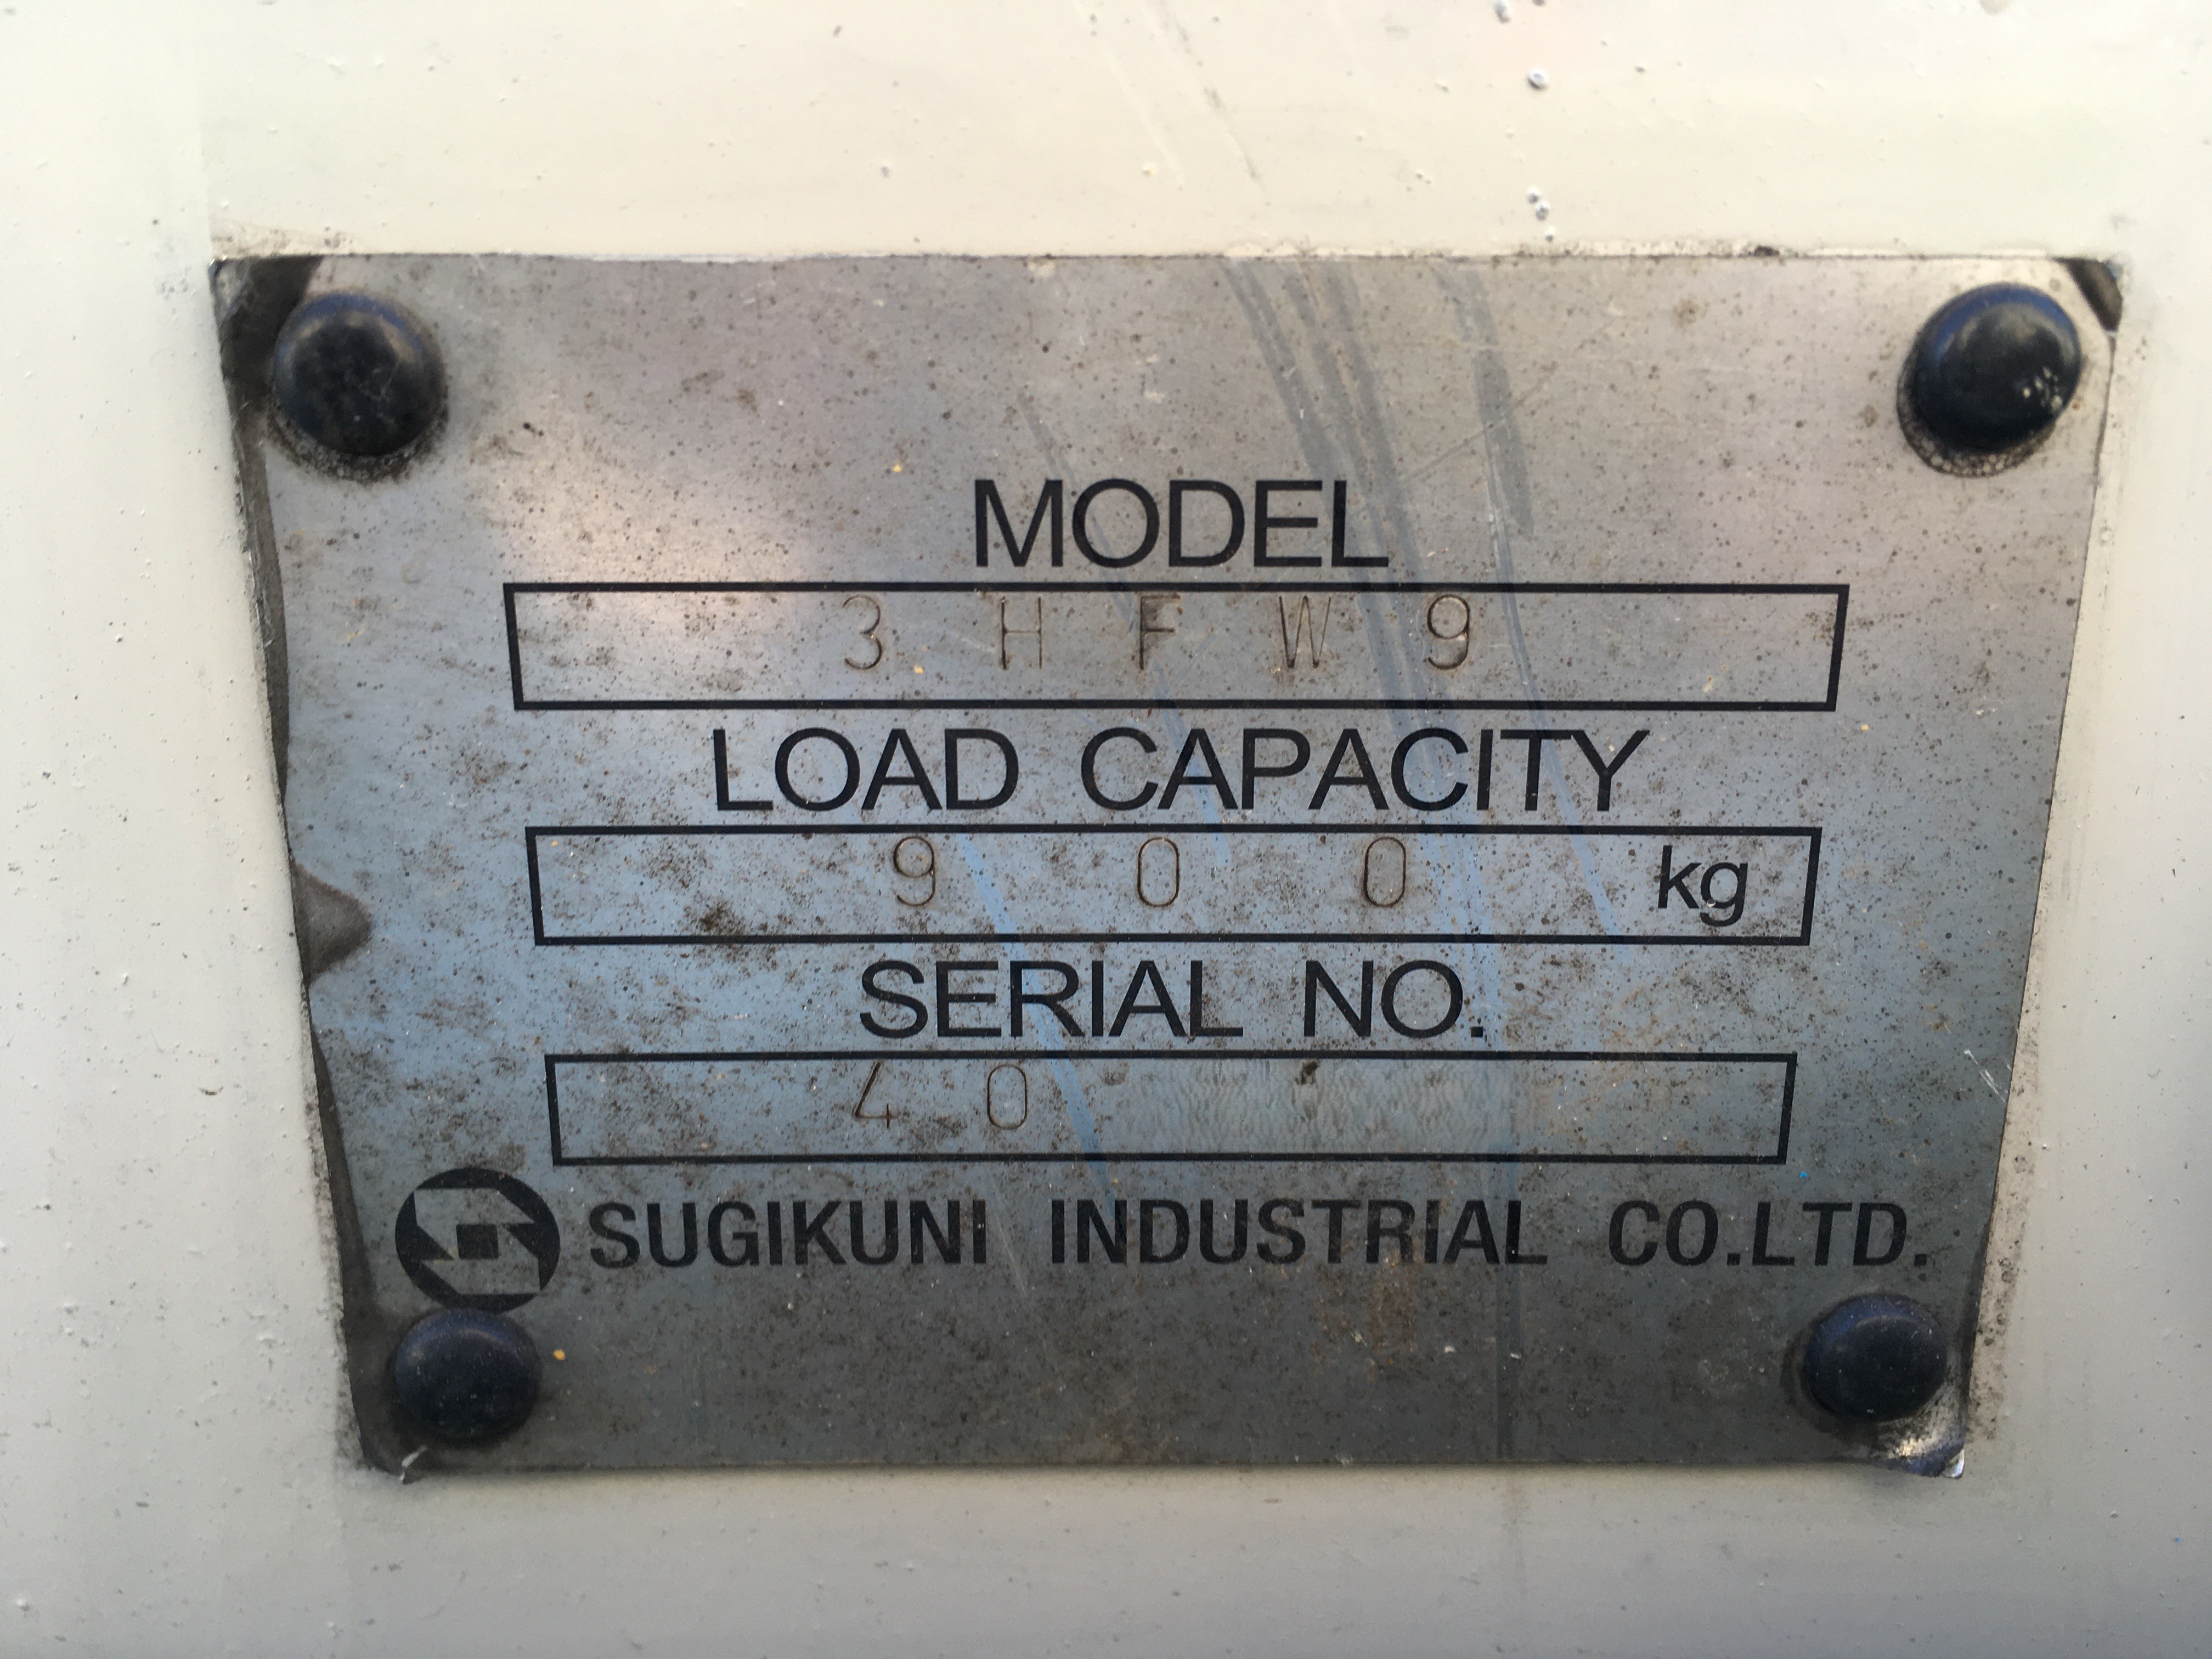 MODEL
3HFW9
LOAD CAPACITY
900 kg
SERIAL NO.
40
SUGIKUNI INDUSTRIAL CO.LTD.